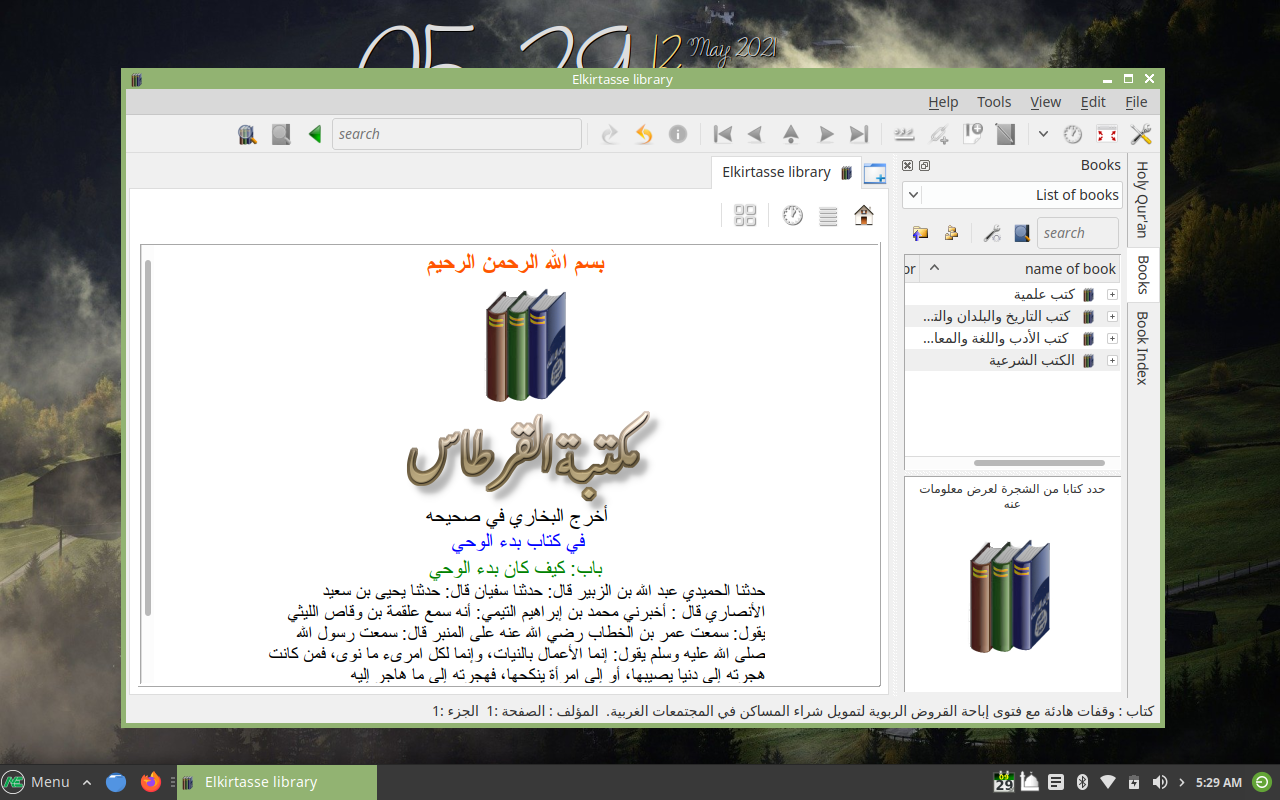 05 29 12 May 2021
Elkirtasse library
Help Tools View Edit File
search
Elkirtasse library
Books
List of books
search
or name of book
كتب علمية
كتب التاريخ والبلدان والتـ...
كتب الأدب واللغة والمعا...
الكتب الشرعية
Holy Qur'an
Books
Book Index
حدد كتابا من الشجرة لعرض معلومات
عنه
بسم الله الرحمن الرحيم
مكتبة القرطاس
أخرج البخاري في صحيحه
في كتاب بدء الوحي
باب: كيف كان بدء الوحي
حدثنا الحميدي عبد الله بن الزبير قال: حدثنا سفيان قال: حدثنا يحيى بن سعيد
الأنصاري قال : أخبرني محمد بن إبراهيم التيمي: أنه سمع علقمة بن وقاص الليثي
يقول: سمعت عمر بن الخطاب رضي الله عنه على المنبر قال: سمعت رسول الله
صلى الله عليه وسلم يقول: إنما الأعمال بالنيات، وإنما لكل امرىء ما نوى، فمن كانت
هجرته إلى دنيا يصيبها، أو إلى امرأة ينكحها، فهجرته إلى ما هاجر إليه
كتاب : وقفات هادئة مع فتوى إباحة القروض الربوية لتمويل شراء المساكن في المجتمعات الغربية. المؤلف : الصفحة :1 الجزء :1
Menu
Elkirtasse library
29
5:29 AM